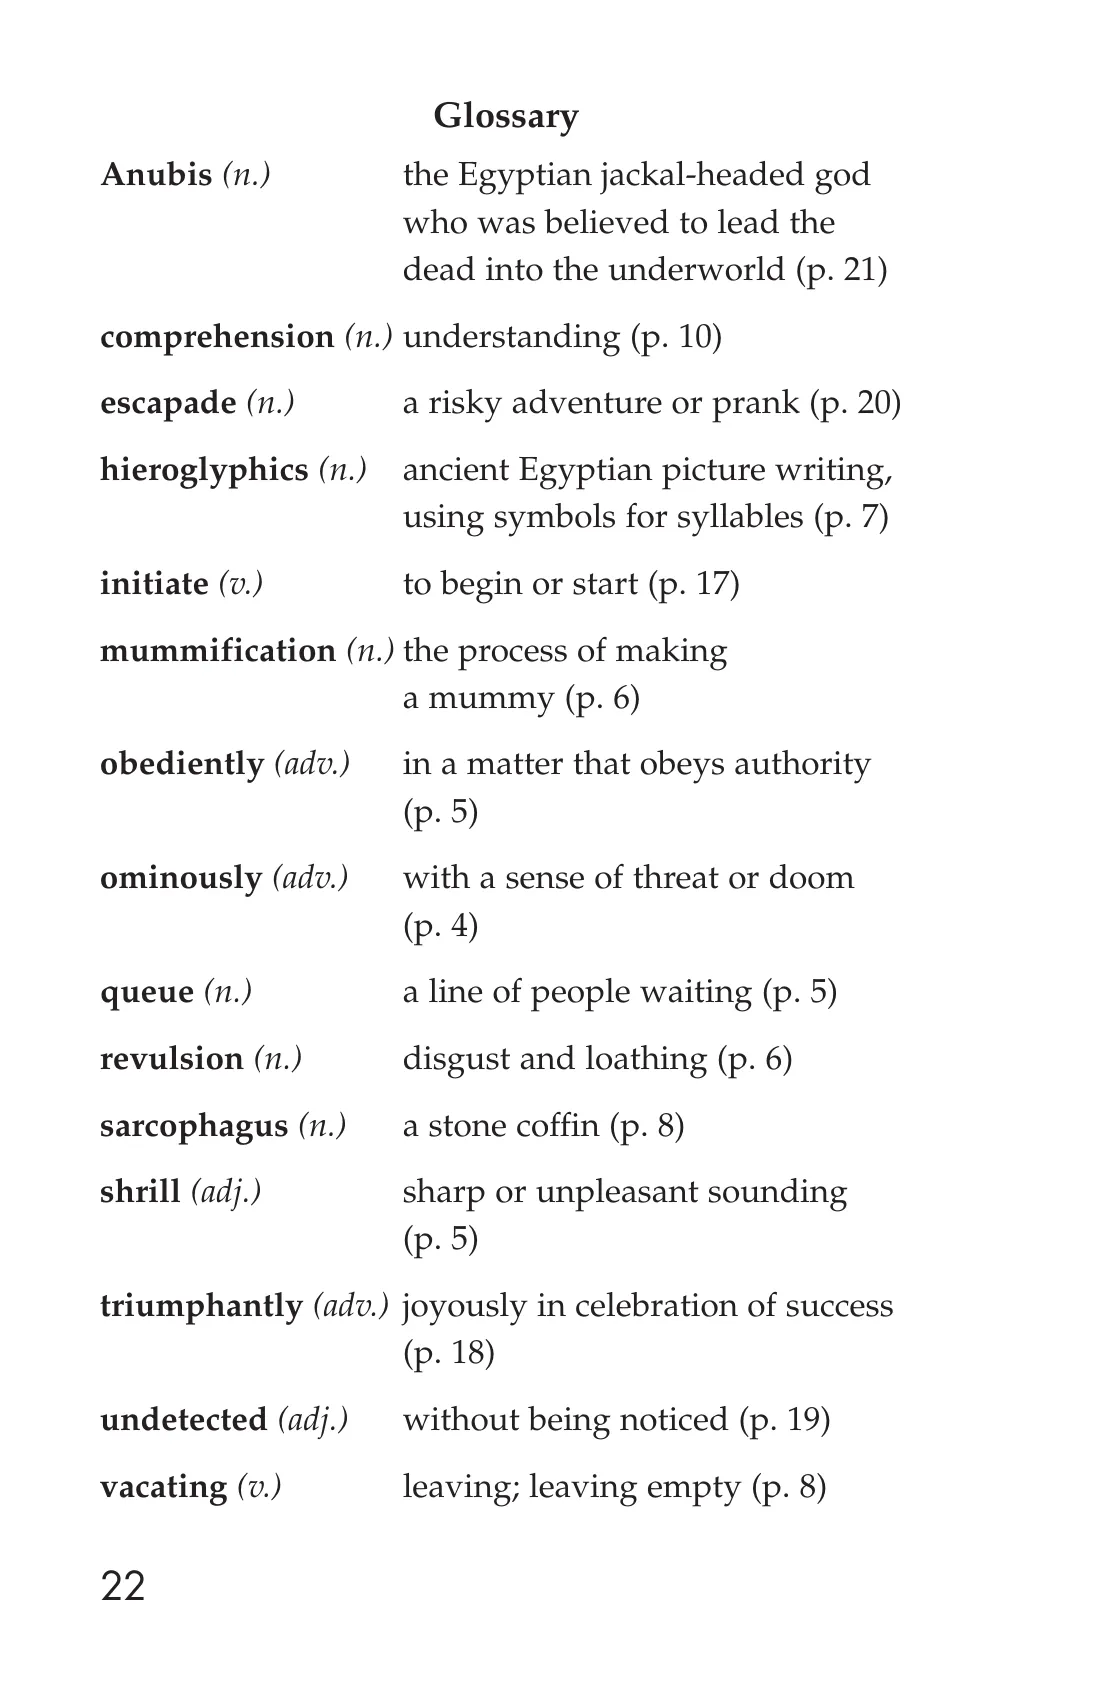 Glossary
Anubis (n.) the Egyptian jackal-headed god
who was believed to lead the
dead into the underworld (p. 21)
comprehension (n.) understanding (p. 10)
escapade (n.) a risky adventure or prank (p. 20)
hieroglyphics (n.) ancient Egyptian picture writing,
using symbols for syllables (p. 7)
initiate (v.) to begin or start (p. 17)
mummification (n.) the process of making
a mummy (p. 6)
obediently (adv.) in a matter that obeys authority
(p. 5)
ominously (adv.) with a sense of threat or doom
(p. 4)
queue (n.) a line of people waiting (p. 5)
revulsion (n.) disgust and loathing (p. 6)
sarcophagus (n.) a stone coffin (p. 8)
shrill (adj.) sharp or unpleasant sounding
(p. 5)
triumphantly (adv.) joyously in celebration of success
(p. 18)
undetected (adj.) without being noticed (p. 19)
vacating (v.) leaving; leaving empty (p. 8)
22